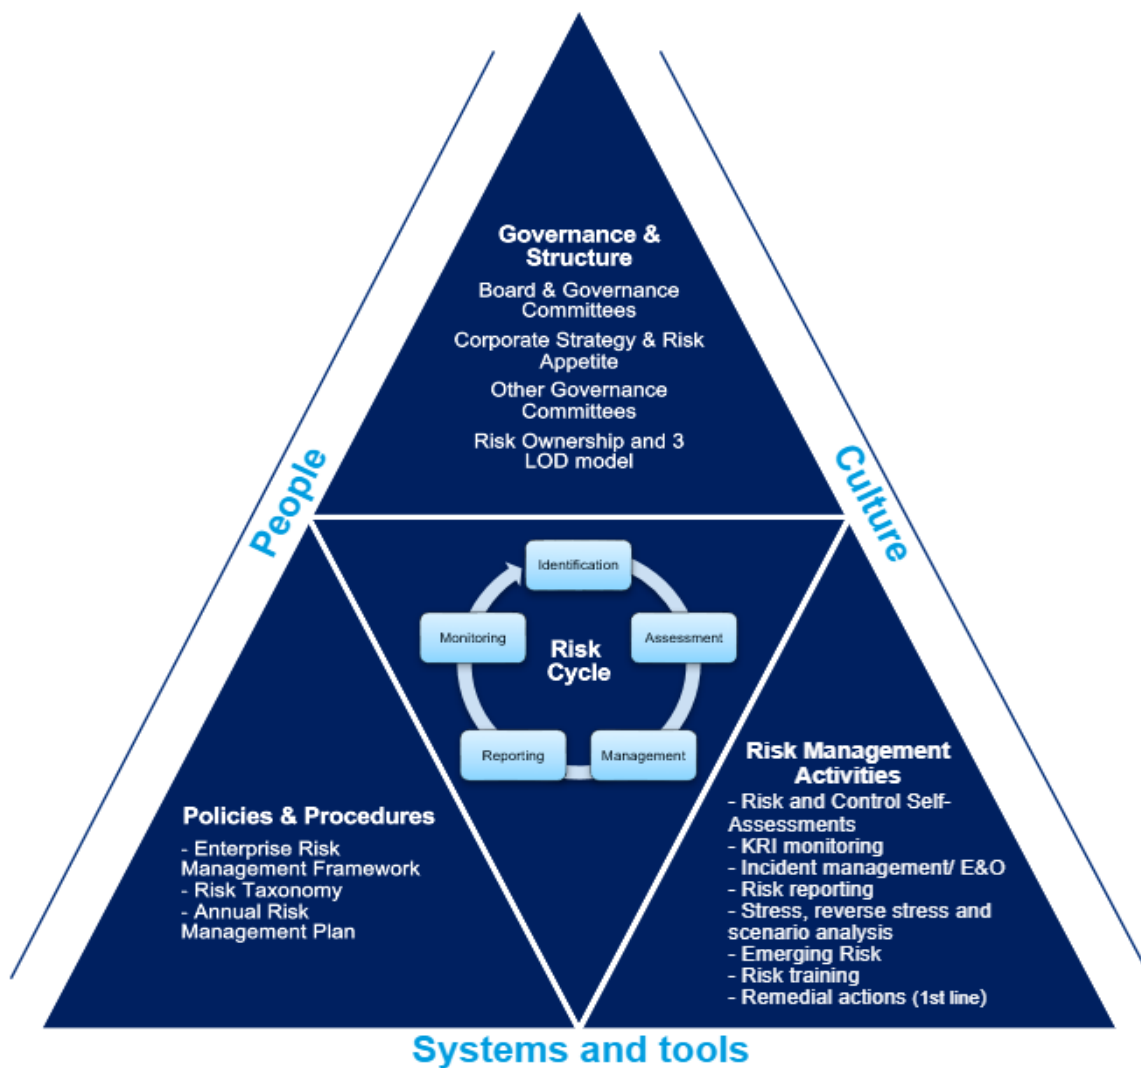 Governance &
Structure
Board & Governance
Committees
Corporate Strategy & Risk
Appetite
Other Governance
Committees
Risk Ownership and 3
LOD model
People
Culture
Identification
Assessment
Management
Reporting
Monitoring
Risk
Cycle
Policies & Procedures
- Enterprise Risk
Management Framework
- Risk Taxonomy
- Annual Risk
Management Plan
Risk Management
Activities
- Risk and Control Self-
Assessments
- KRI monitoring
- Incident management/ E&O
- Risk reporting
- Stress, reverse stress and
scenario analysis
- Emerging Risk
- Risk training
- Remedial actions (1st line)
Systems and tools